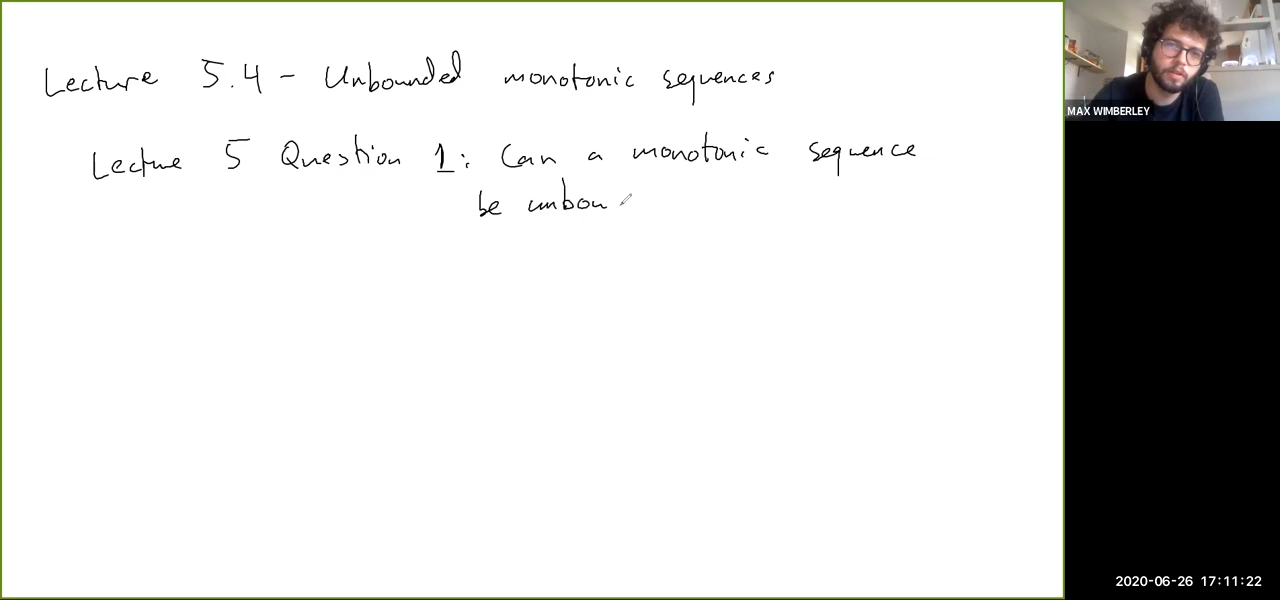 Lecture 5.4 - Unbounded monotonic sequences
Lecture 5 Question 1: Can a monotonic sequence
be unboun
MAX WIMBERLEY
2020-06-26 17:11:22